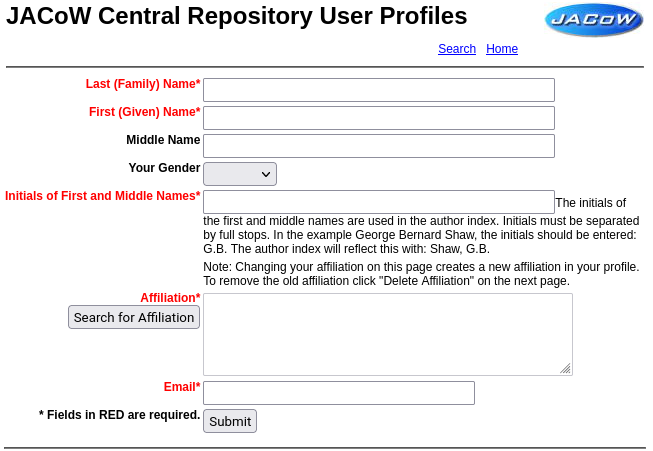 JACoW Central Repository User Profiles
JACoW
Search Home
Last (Family) Name*
First (Given) Name*
Middle Name
Your Gender
Initials of First and Middle Names*
The initials of
the first and middle names are used in the author index. Initials must be separated
by full stops. In the example George Bernard Shaw, the initials should be entered:
G.B. The author index will reflect this with: Shaw, G.B.
Note: Changing your affiliation on this page creates a new affiliation in your profile.
To remove the old affiliation click "Delete Affiliation" on the next page.
Affiliation*
Search for Affiliation
Email*
* Fields in RED are required.
Submit